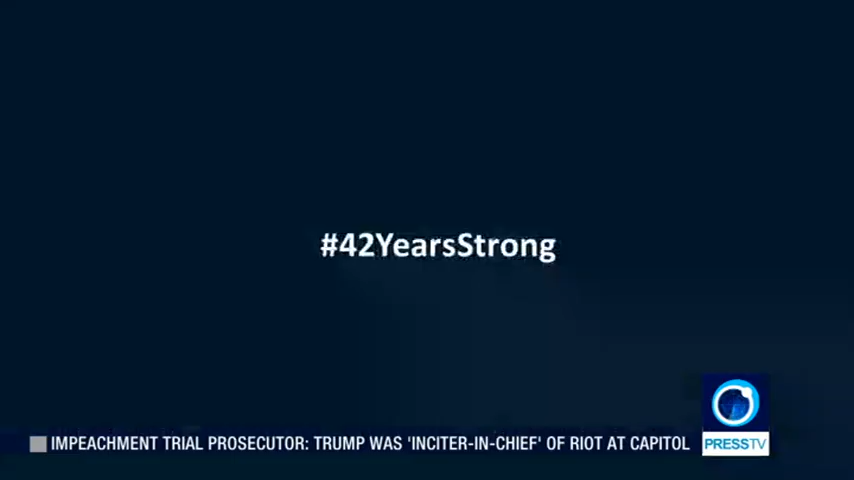 #42YearsStrong
IMPEACHMENT TRIAL PROSECUTOR: TRUMP WAS 'INCITER-IN-CHIEF' OF RIOT AT CAPITOL
PRESSTV